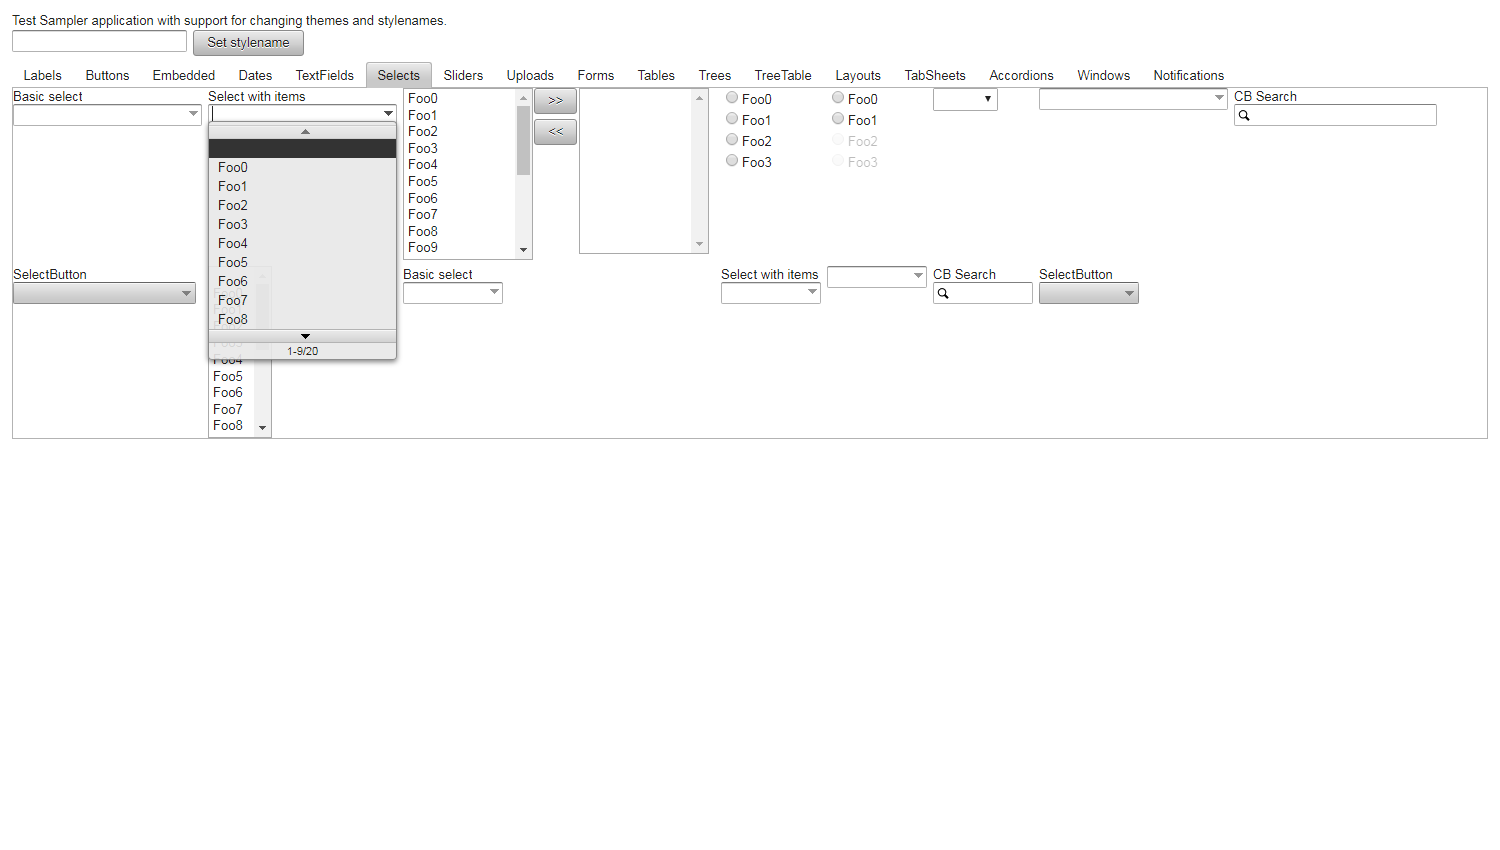 Test Sampler application with support for changing themes and stylenames.
Set stylename
Labels Buttons Embedded Dates TextFields Selects Sliders Uploads Forms Tables Trees TreeTable Layouts TabSheets Accordions Windows Notifications
Basic select
Select with items
Foo0
Foo1
Foo2
Foo3
Foo4
Foo5
Foo6
Foo7
Foo8
1-9/20
Foo0
Foo1
Foo2
Foo3
Foo4
Foo5
Foo6
Foo7
Foo8
Foo9
>>
<<
Foo0
Foo1
Foo2
Foo3
Foo0
Foo1
Foo2
Foo3
CB Search
SelectButton
Foo4
Foo5
Foo6
Foo7
Foo8
Basic select
Select with items
CB Search
SelectButton